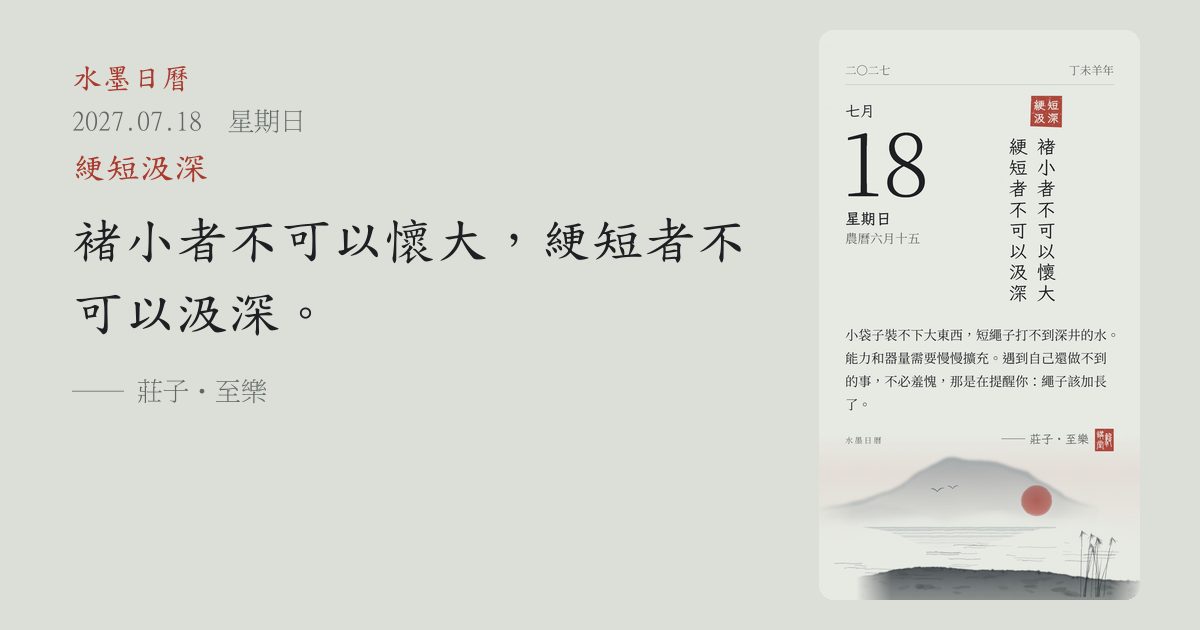 水墨日曆
2027.07.18 星期日
綆短汲深
褚小者不可以懷大，綆短者不
可以汲深。
—— 莊子・至樂
二〇二七
丁未羊年
七月
18
星期日
農曆六月十五
短深
綆汲
褚小者不可以懷大
綆短者不可以汲深
小袋子裝不下大東西，短繩子打不到深井的水。
能力和器量需要慢慢擴充。遇到自己還做不到
的事，不必羞愧，那是在提醒你：繩子該加長
了。
水墨日曆
—— 莊子・至樂